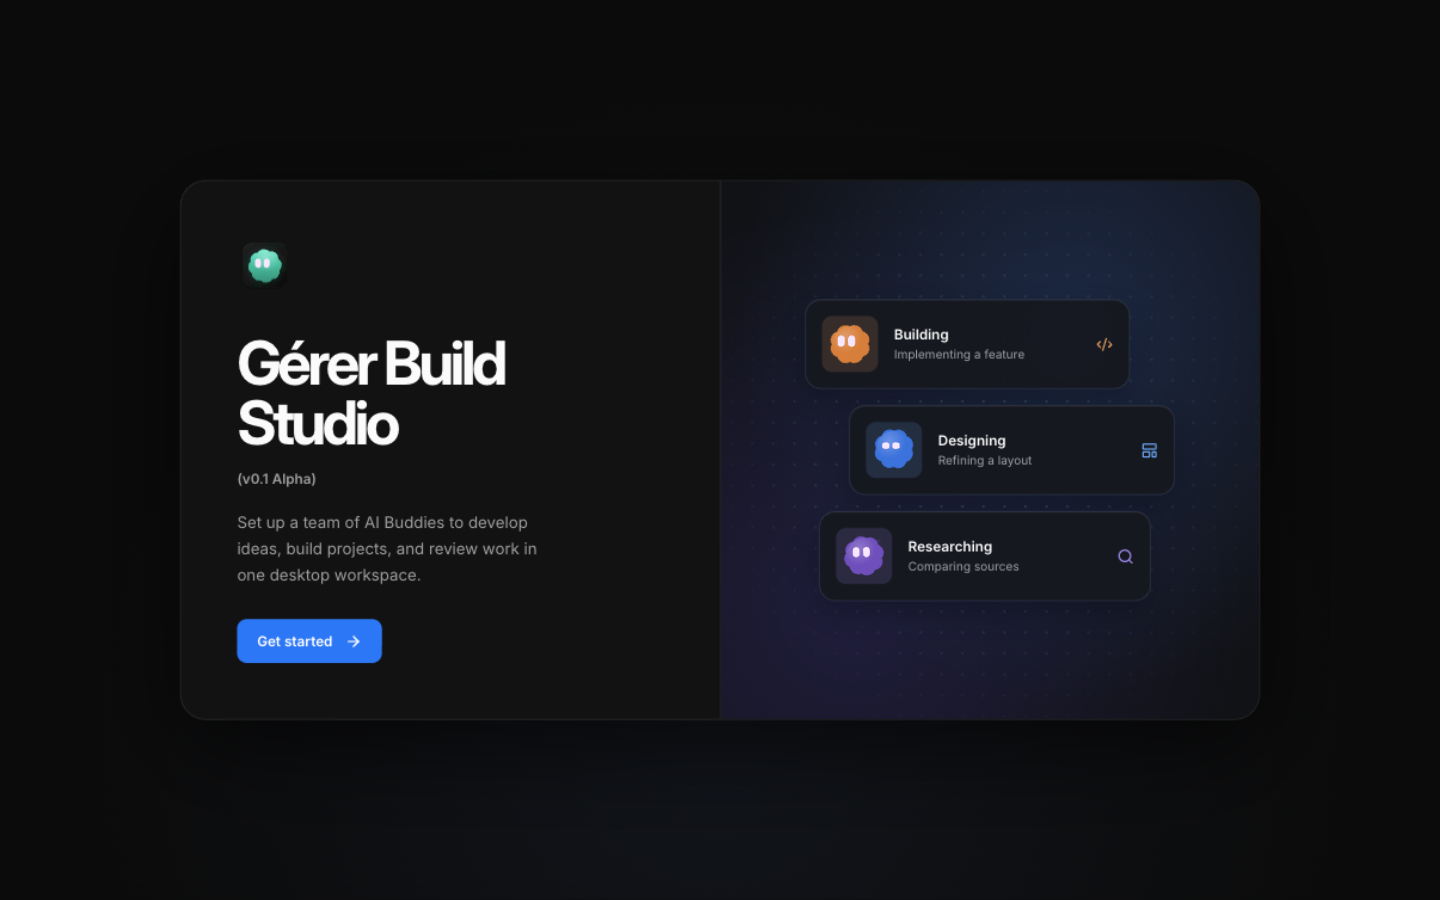 Gérer Build
Studio
(v0.1 Alpha)
Set up a team of AI Buddies to develop
ideas, build projects, and review work in
one desktop workspace.
Get started
Building
Implementing a feature
Designing
Refining a layout
Researching
Comparing sources